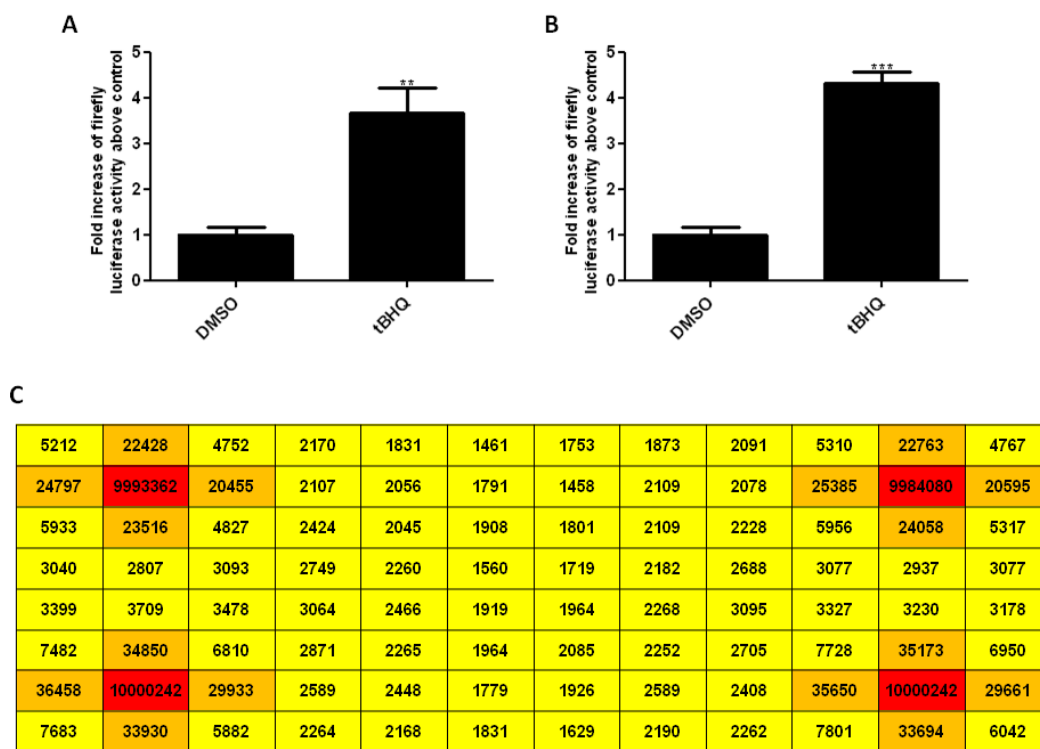 A
B
Fold increase of firefly
luciferase activity above control
5
4
3
2
1
0
**
DMSO
tBHQ
Fold increase of firefly
luciferase activity above control
5
4
3
2
1
0
***
DMSO
tBHQ
C
5212 22428 4752 2170 1831 1461 1753 1873 2091 5310 22763 4767
24797 9993362 20455 2107 2056 1791 1458 2109 2078 25385 9984080 20595
5933 23516 4827 2424 2045 1908 1801 2109 2228 5956 24058 5317
3040 2807 3093 2749 2260 1560 1719 2182 2688 3077 2937 3077
3399 3709 3478 3064 2466 1919 1964 2268 3095 3327 3230 3178
7482 34850 6810 2871 2265 1964 2085 2252 2705 7728 35173 6950
36458 10000242 29933 2589 2448 1779 1926 2589 2408 35650 10000242 29661
7683 33930 5882 2264 2168 1831 1629 2190 2262 7801 33694 6042